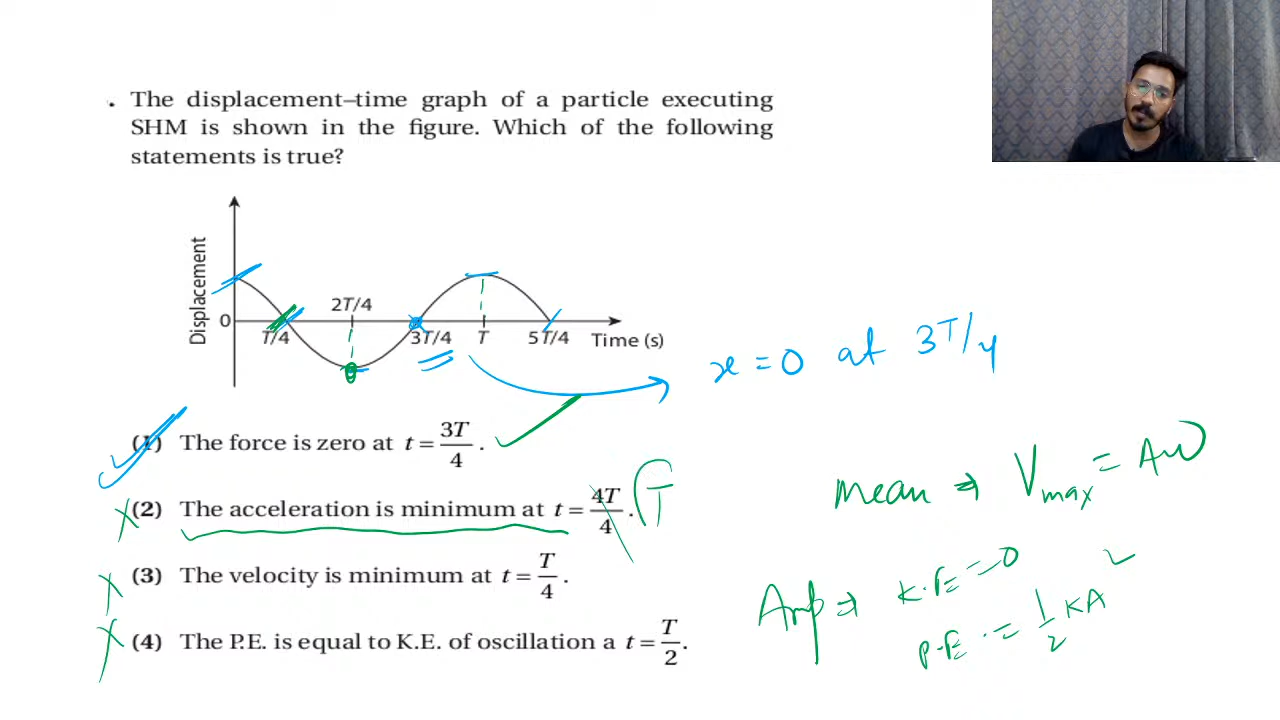 . The displacement–time graph of a particle executing
SHM is shown in the figure. Which of the following
statements is true?
Displacement
0
T/4
2T/4
3T/4
T
5T/4
Time (s)
x = 0 at 3T/4
(1) The force is zero at t = 3T/4 .
(2) The acceleration is minimum at t = 4T/4 . T
(3) The velocity is minimum at t = T/4 .
(4) The P.E. is equal to K.E. of oscillation a t = T/2 .
mean ⇒ Vmax = Aω
Amp ⇒ K.E = 0
P.E. = 1/2 KA²